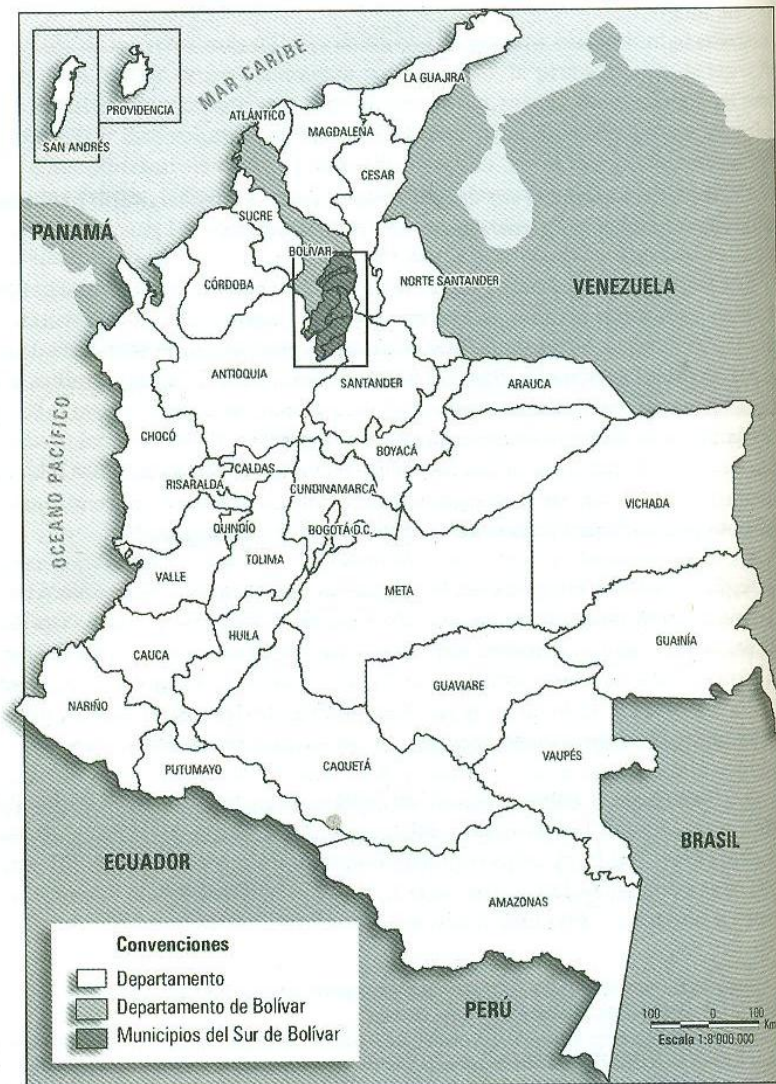 SAN ANDRÉS
PROVIDENCIA
MAR CARIBE
LA GUAJIRA
ATLÁNTICO
MAGDALENA
CESAR
SUCRE
PANAMÁ
BOLÍVAR
CÓRDOBA
NORTE SANTANDER
VENEZUELA
ANTIOQUIA
SANTANDER
ARAUCA
OCEANO PACÍFICO
CHOCÓ
BOYACÁ
CALDAS
RISARALDA
CUNDINAMARCA
VICHADA
QUINDÍO
BOGOTÁ D.C.
TOLIMA
VALLE
META
HUILA
CAUCA
GUAINÍA
GUAVIARE
NARIÑO
VAUPÉS
PUTUMAYO
CAQUETÁ
BRASIL
ECUADOR
AMAZONAS
PERÚ
Convenciones
Departamento
Departamento de Bolívar
Municipios del Sur de Bolívar
100 0 100
Km
Escala 1:8'000.000